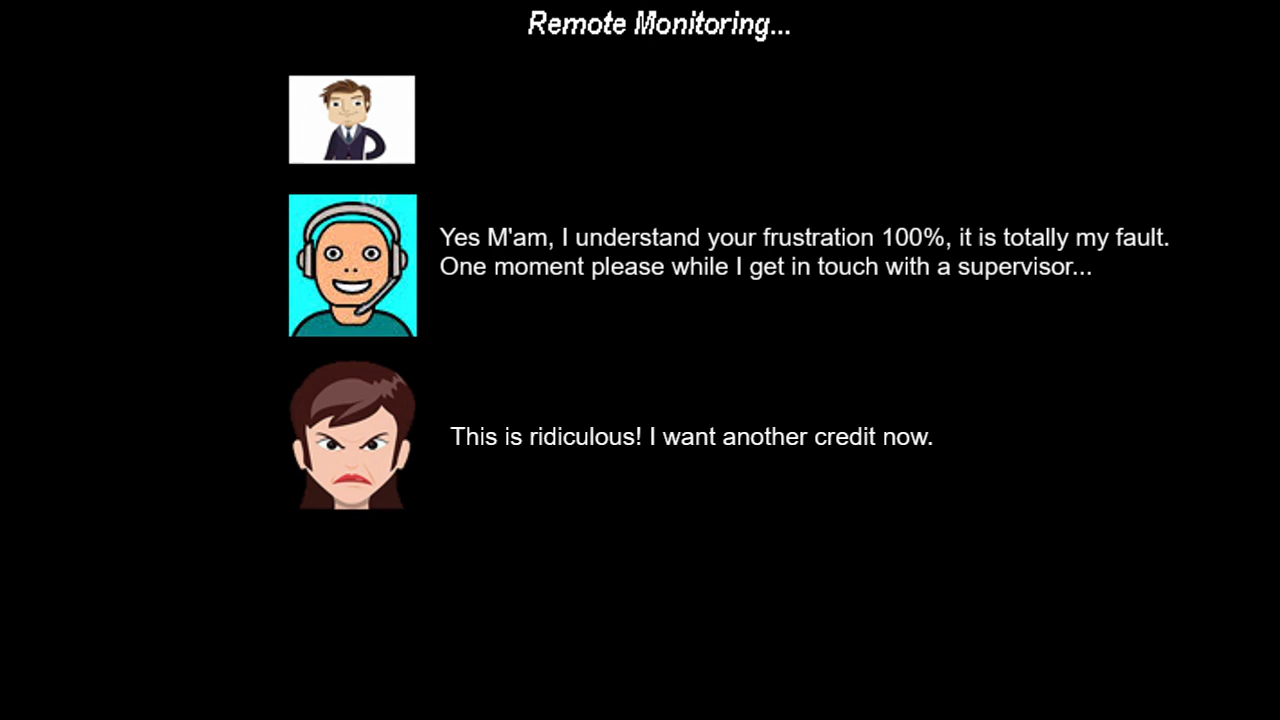 Remote Monitoring...
Yes M'am, I understand your frustration 100%, it is totally my fault.
One moment please while I get in touch with a supervisor...
This is ridiculous! I want another credit now.